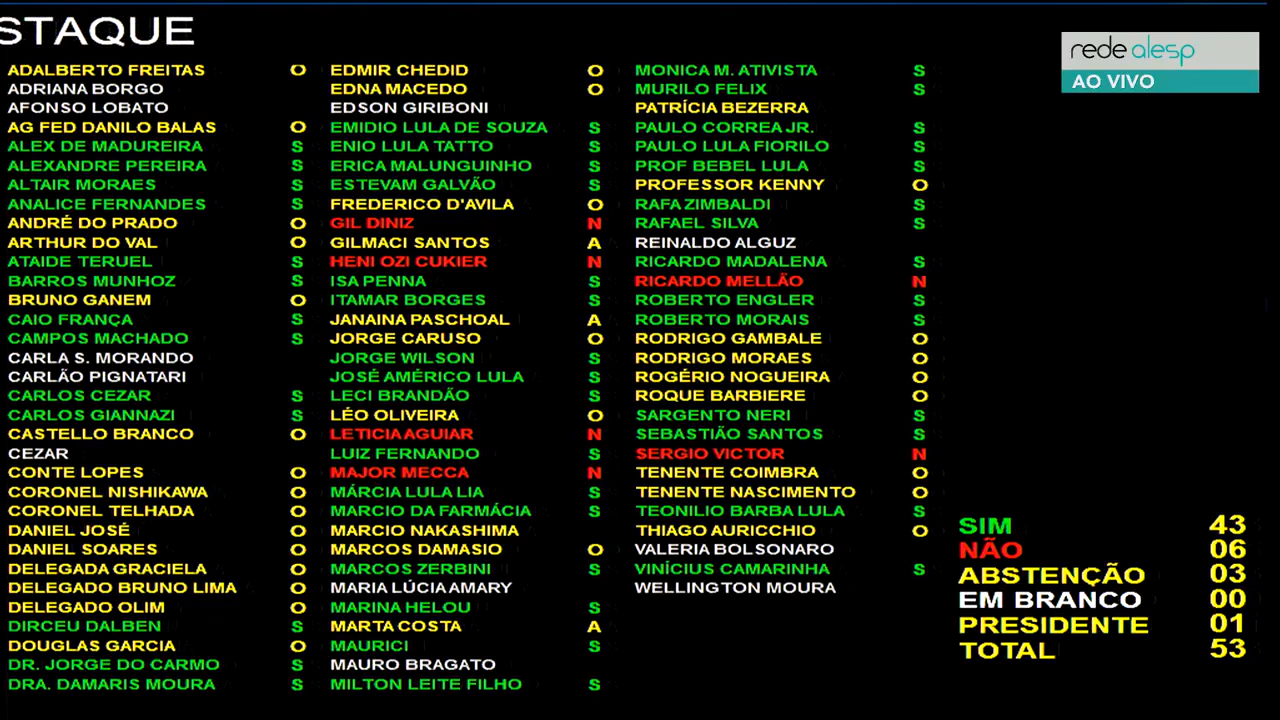 STAQUE
rede alesp
AO VIVO
ADALBERTO FREITAS O
ADRIANA BORGO
AFONSO LOBATO
AG FED DANILO BALAS O
ALEX DE MADUREIRA S
ALEXANDRE PEREIRA S
ALTAIR MORAES S
ANALICE FERNANDES S
ANDRÉ DO PRADO O
ARTHUR DO VAL O
ATAIDE TERUEL S
BARROS MUNHOZ S
BRUNO GANEM O
CAIO FRANÇA S
CAMPOS MACHADO S
CARLA S. MORANDO
CARLÃO PIGNATARI
CARLOS CEZAR S
CARLOS GIANNAZI S
CASTELLO BRANCO O
CEZAR
CONTE LOPES O
CORONEL NISHIKAWA O
CORONEL TELHADA O
DANIEL JOSÉ O
DANIEL SOARES O
DELEGADA GRACIELA O
DELEGADO BRUNO LIMA O
DELEGADO OLIM O
DIRCEU DALBEN S
DOUGLAS GARCIA O
DR. JORGE DO CARMO S
DRA. DAMARIS MOURA S
EDMIR CHEDID O
EDNA MACEDO O
EDSON GIRIBONI
EMIDIO LULA DE SOUZA S
ENIO LULA TATTO S
ERICA MALUNGUINHO S
ESTEVAM GALVÃO S
FREDERICO D'AVILA O
GIL DINIZ N
GILMACI SANTOS A
HENI OZI CUKIER N
ISA PENNA S
ITAMAR BORGES S
JANAINA PASCHOAL A
JORGE CARUSO O
JORGE WILSON S
JOSÉ AMÉRICO LULA S
LECI BRANDÃO S
LÉO OLIVEIRA O
LETICIA AGUIAR N
LUIZ FERNANDO S
MAJOR MECCA N
MÁRCIA LULA LIA S
MARCIO DA FARMÁCIA S
MARCIO NAKASHIMA
MARCOS DAMASIO O
MARCOS ZERBINI S
MARIA LÚCIA AMARY
MARINA HELOU S
MARTA COSTA A
MAURICI S
MAURO BRAGATO
MILTON LEITE FILHO S
MONICA M. ATIVISTA S
MURILO FELIX S
PATRÍCIA BEZERRA
PAULO CORREA JR. S
PAULO LULA FIORILO S
PROF BEBEL LULA S
PROFESSOR KENNY O
RAFA ZIMBALDI S
RAFAEL SILVA S
REINALDO ALGUZ
RICARDO MADALENA S
RICARDO MELLÃO N
ROBERTO ENGLER S
ROBERTO MORAIS S
RODRIGO GAMBALE O
RODRIGO MORAES O
ROGÉRIO NOGUEIRA O
ROQUE BARBIERE O
SARGENTO NERI S
SEBASTIÃO SANTOS S
SERGIO VICTOR N
TENENTE COIMBRA O
TENENTE NASCIMENTO O
TEONILIO BARBA LULA S
THIAGO AURICCHIO O
VALERIA BOLSONARO
VINÍCIUS CAMARINHA S
WELLINGTON MOURA
SIM 43
NÃO 06
ABSTENÇÃO 03
EM BRANCO 00
PRESIDENTE 01
TOTAL 53